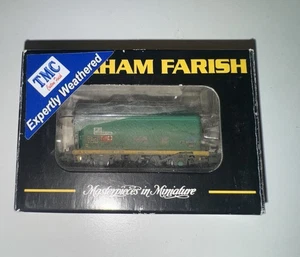 TMC
Expertly Weathered
HAM FARISH
Masterpieces in Miniature